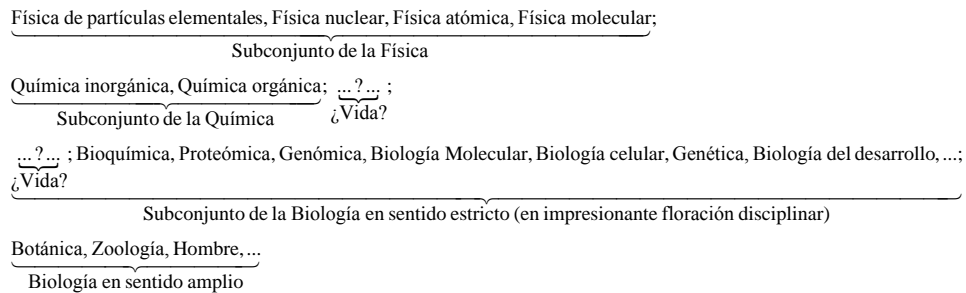 Física de partículas elementales, Física nuclear, Física atómica, Física molecular;
Subconjunto de la Física
Química inorgánica, Química orgánica; ...?... ;
Subconjunto de la Química ¿Vida?
...?... ; Bioquímica, Proteómica, Genómica, Biología Molecular, Biología celular, Genética, Biología del desarrollo, ...;
¿Vida?
Subconjunto de la Biología en sentido estricto (en impresionante floración disciplinar)
Botánica, Zoología, Hombre, ...
Biología en sentido amplio